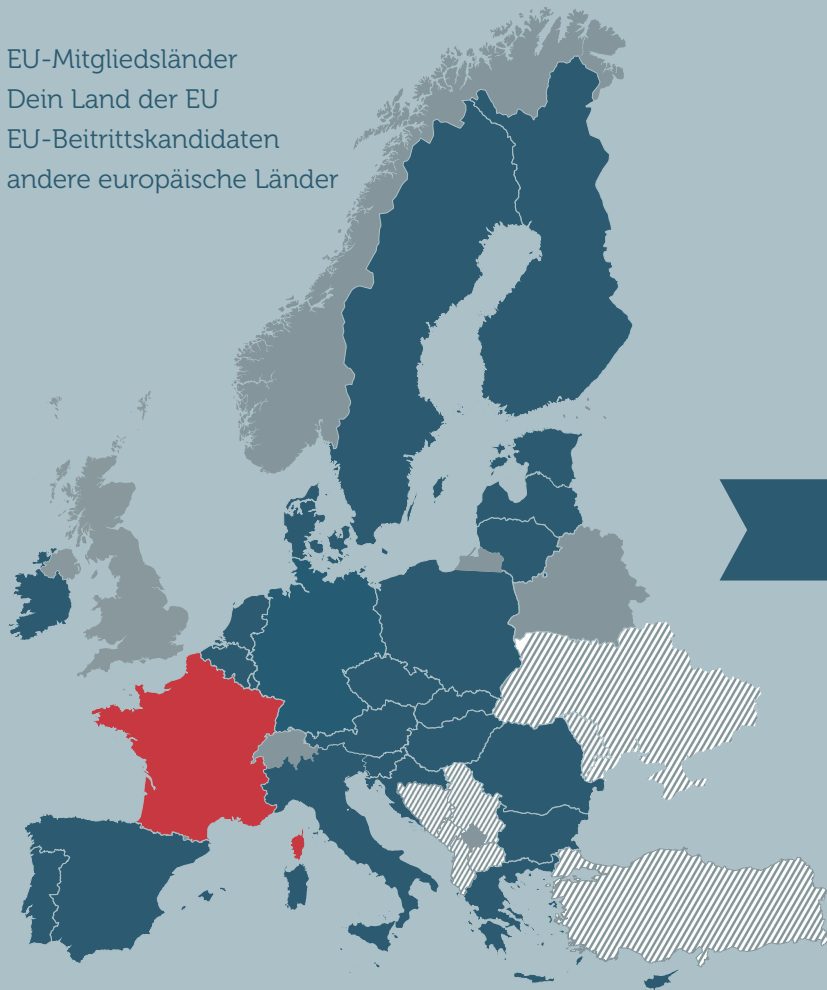 EU-Mitgliedsländer
Dein Land der EU
EU-Beitrittskandidaten
andere europäische Länder